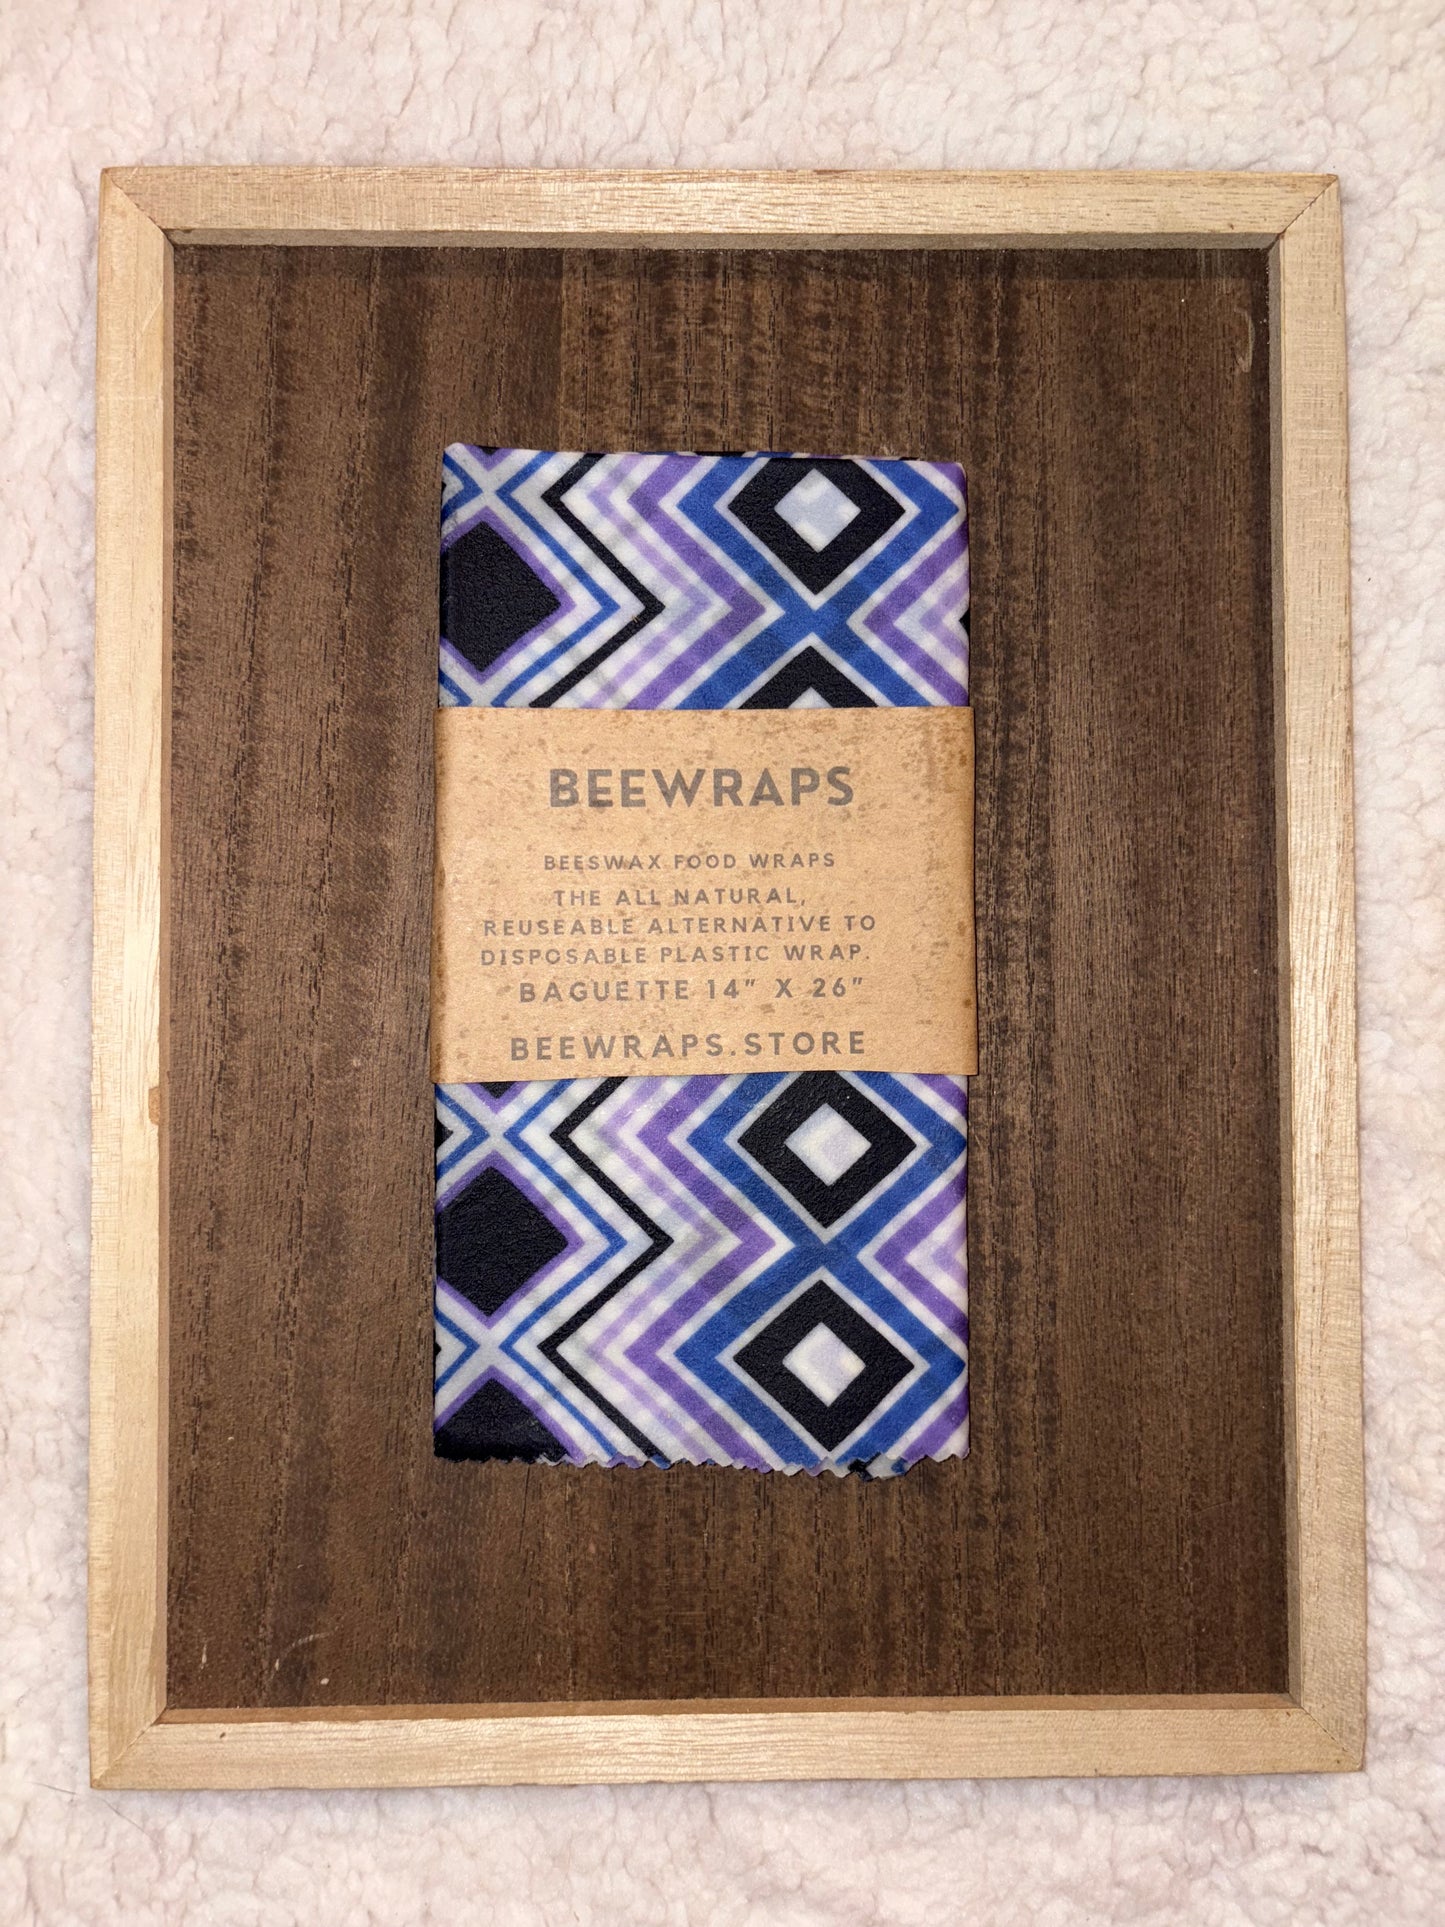 BEEWRAPS
BEESWAX FOOD WRAPS
THE ALL NATURAL,
REUSEABLE ALTERNATIVE TO
DISPOSABLE PLASTIC WRAP.
BAGUETTE 14" X 26"
BEEWRAPS.STORE